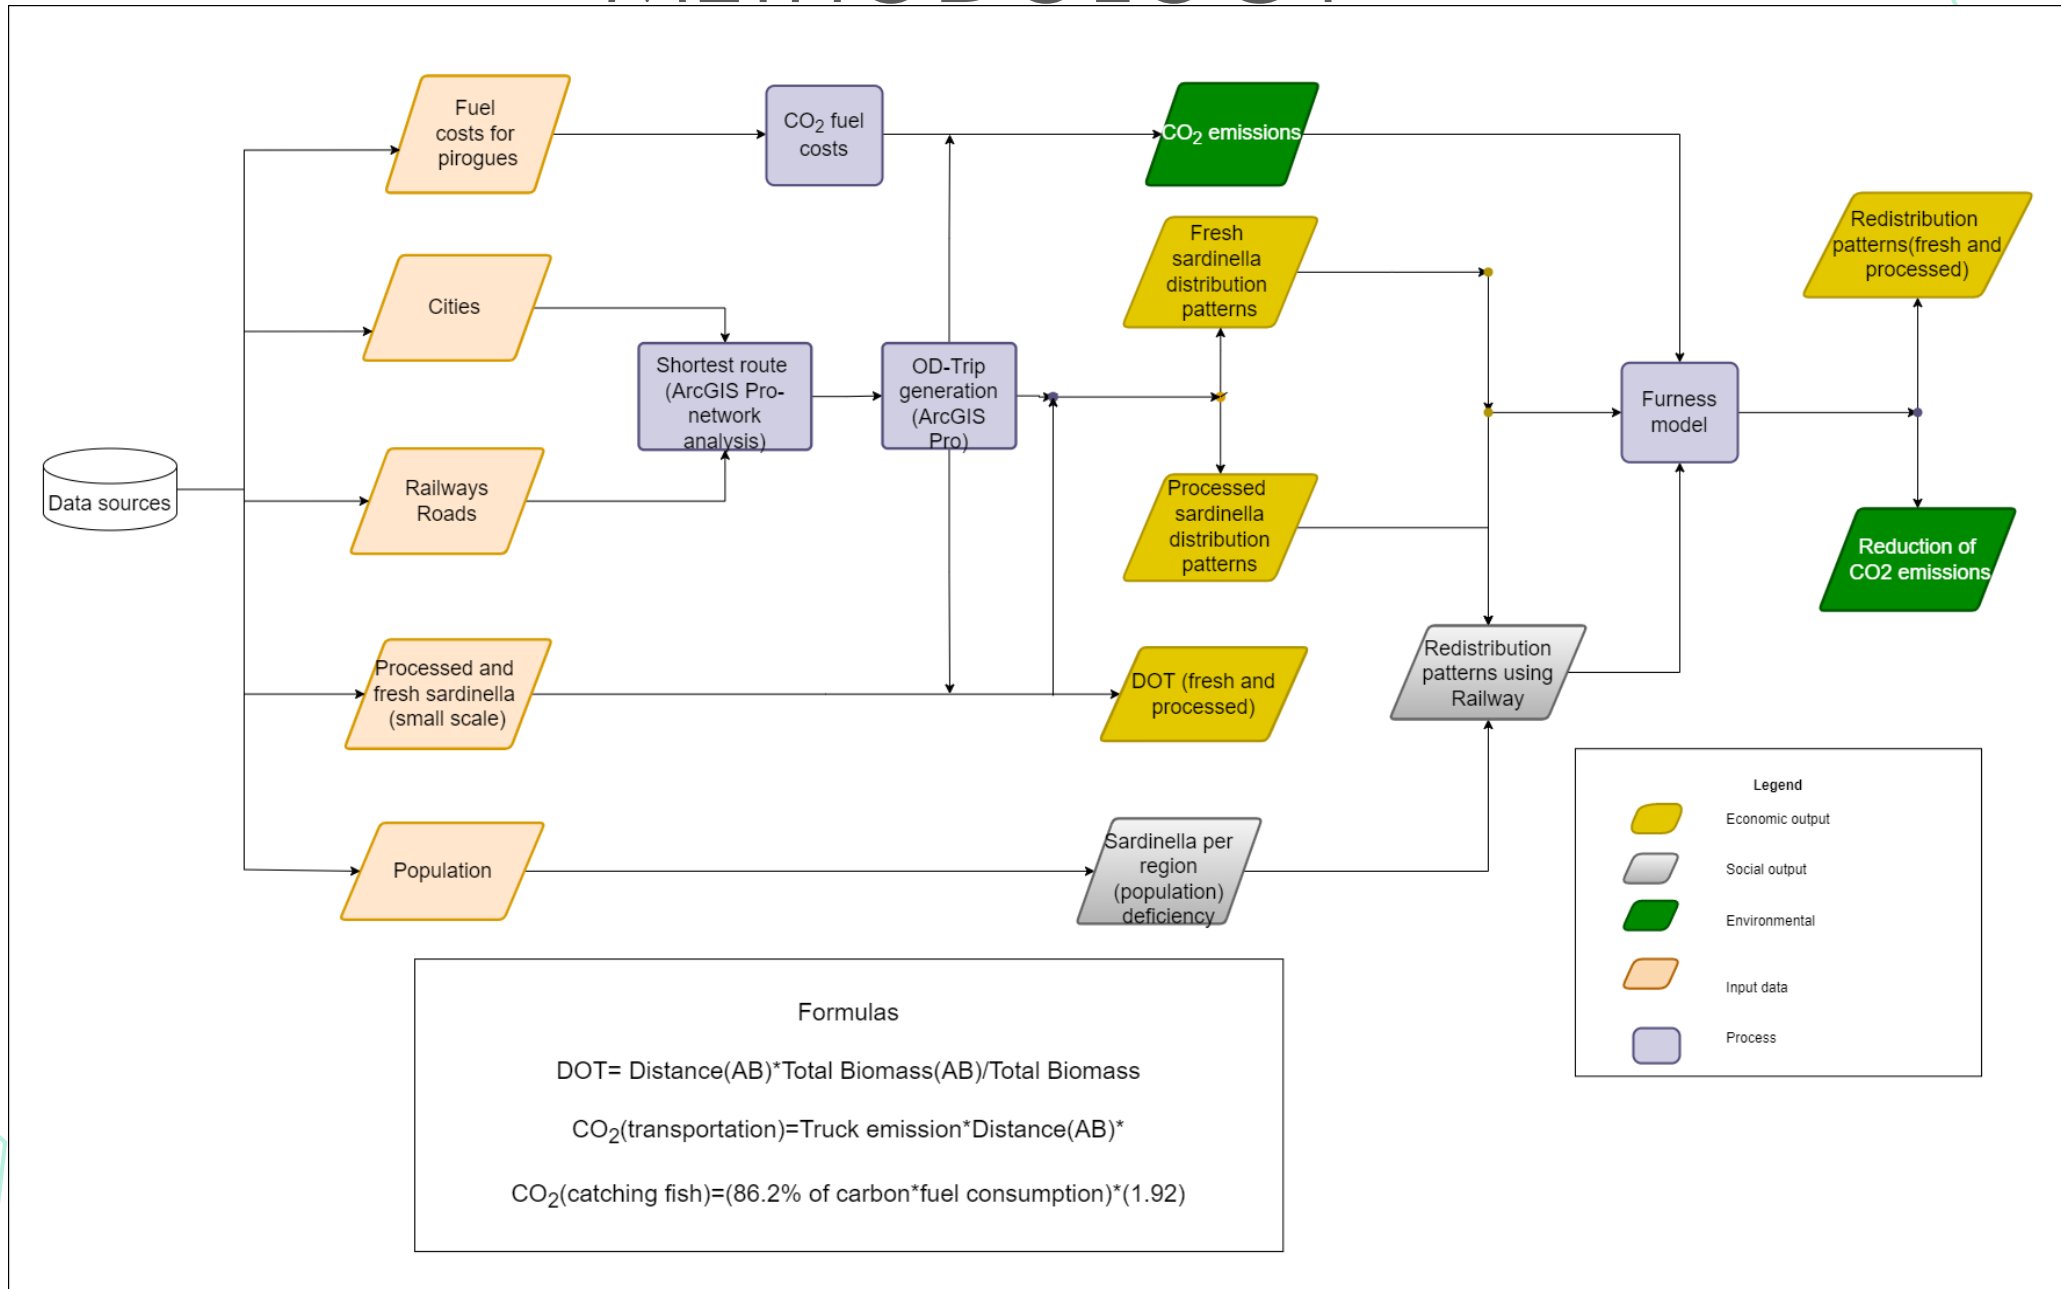 METHODOLOGY
Fuel
costs for
pirogues
CO2 fuel
costs
CO2 emissions
Cities
Fresh
sardinella
distribution
patterns
Redistribution
patterns(fresh and
processed)
Shortest route
(ArcGIS Pro-
network
analysis)
OD-Trip
generation
(ArcGIS
Pro)
Furness
model
Data sources
Railways
Roads
Processed
sardinella
distribution
patterns
Reduction of
CO2 emissions
Processed and
fresh sardinella
(small scale)
DOT (fresh and
processed)
Redistribution
patterns using
Railway
Population
Sardinella per
region
(population)
deficiency
Legend
Economic output
Social output
Environmental
Input data
Process
Formulas
DOT= Distance(AB)*Total Biomass(AB)/Total Biomass
CO2(transportation)=Truck emission*Distance(AB)*
CO2(catching fish)=(86.2% of carbon*fuel consumption)*(1.92)